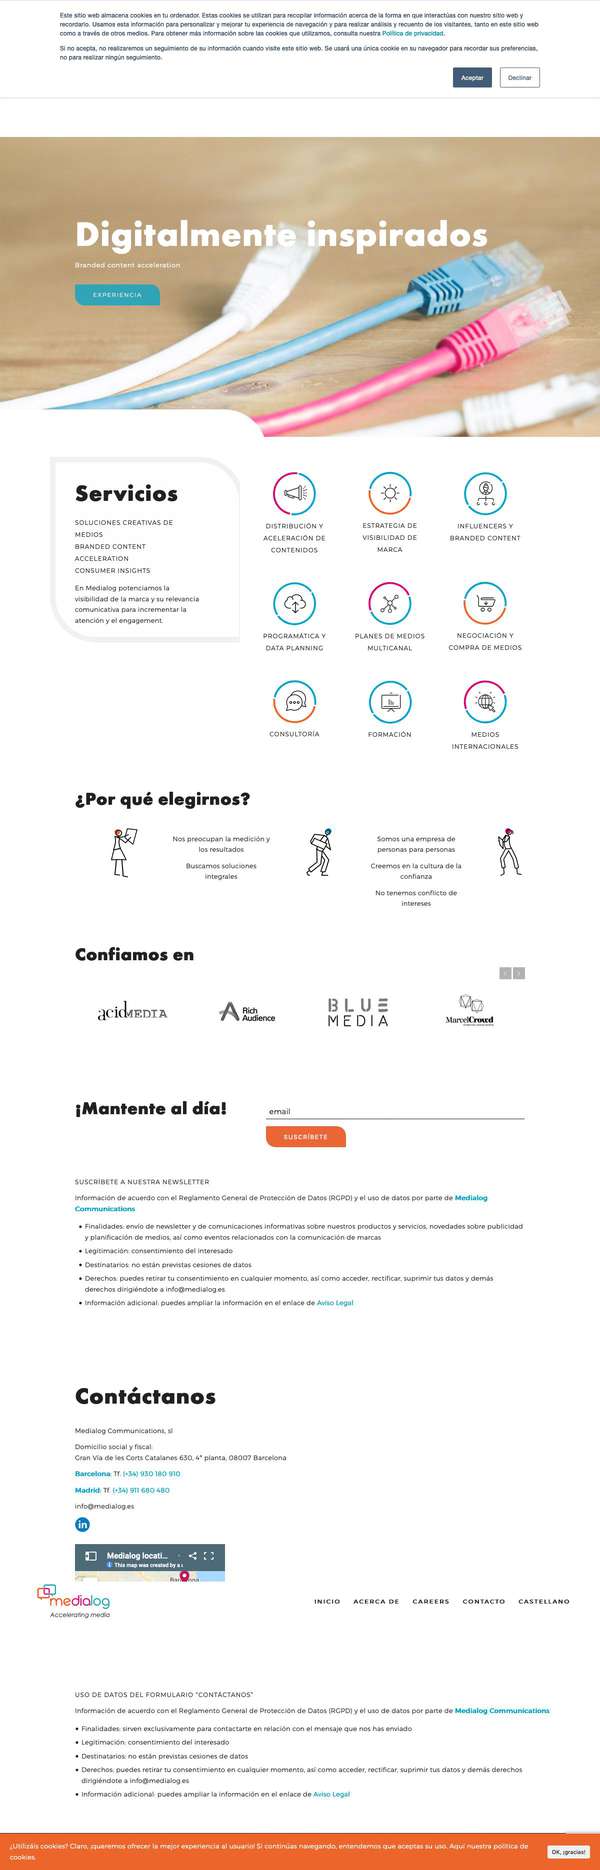 Este sitio web almacena cookies en tu ordenador. Estas cookies se utilizan para recopilar información acerca de la forma en que interactúas con nuestro sitio web y
recordarlo. Usamos esta información para personalizar y mejorar tu experiencia de navegación y para realizar análisis y recuento de los visitantes, tanto en este sitio web
como a través de otros medios. Para obtener más información sobre las cookies que utilizamos, consulta nuestra Política de privacidad.
Si no acepta, no realizaremos un seguimiento de su información cuando visite este sitio web. Se usará una única cookie en su navegador para recordar sus preferencias,
no para realizar ningún seguimiento.
Aceptar
Declinar
Digitalmente inspirados
Branded content acceleration
EXPERIENCIA
Servicios
SOLUCIONES CREATIVAS DE
MEDIOS
BRANDED CONTENT
ACCELERATION
CONSUMER INSIGHTS
En Medialog potenciamos la
visibilidad de la marca y su relevancia
comunicativa para incrementar la
atención y el engagement.
DISTRIBUCIÓN Y
ACELERACIÓN DE
CONTENIDOS
ESTRATEGIA DE
VISIBILIDAD DE
MARCA
INFLUENCERS Y
BRANDED CONTENT
PROGRAMÁTICA Y
DATA PLANNING
PLANES DE MEDIOS
MULTICANAL
NEGOCIACIÓN Y
COMPRA DE MEDIOS
CONSULTORÍA
FORMACIÓN
MEDIOS
INTERNACIONALES
¿Por qué elegirnos?
Nos preocupan la medición y
los resultados
Buscamos soluciones
integrales
Somos una empresa de
personas para personas
Creemos en la cultura de la
confianza
No tenemos conflicto de
intereses
Confiamos en
acidMEDIA
Rich
Audience
BLUE
MEDIA
MarvelCrowd
¡Mantente al día!
email
SUSCRÍBETE
SUSCRÍBETE A NUESTRA NEWSLETTER
Información de acuerdo con el Reglamento General de Protección de Datos (RGPD) y el uso de datos por parte de Medialog
Communications
• Finalidades: envío de newsletter y de comunicaciones informativas sobre nuestros productos y servicios, novedades sobre publicidad
y planificación de medios, así como eventos relacionados con la comunicación de marcas
• Legitimación: consentimiento del interesado
• Destinatarios: no están previstas cesiones de datos
• Derechos: puedes retirar tu consentimiento en cualquier momento, así como acceder, rectificar, suprimir tus datos y demás
derechos dirigiéndote a info@medialog.es
• Información adicional: puedes ampliar la información en el enlace de Aviso Legal
Contáctanos
Medialog Communications, sl
Domicilio social y fiscal:
Gran Vía de les Corts Catalanes 630, 4ª planta, 08007 Barcelona
Barcelona: Tf. (+34) 930 180 910
Madrid: Tf. (+34) 911 680 480
info@medialog.es
in
Medialog locati...
This map was created by a
medialog
Accelerating media
INICIO
ACERCA DE
CAREERS
CONTACTO
CASTELLANO
USO DE DATOS DEL FORMULARIO "CONTÁCTANOS"
Información de acuerdo con el Reglamento General de Protección de Datos (RGPD) y el uso de datos por parte de Medialog Communications
• Finalidades: sirven exclusivamente para contactarte en relación con el mensaje que nos has enviado
• Legitimación: consentimiento del interesado
• Destinatarios: no están previstas cesiones de datos
• Derechos: puedes retirar tu consentimiento en cualquier momento, así como acceder, rectificar, suprimir tus datos y demás derechos
dirigiéndote a info@medialog.es
• Información adicional: puedes ampliar la información en el enlace de Aviso Legal
¿Utilizáis cookies? Claro, ¡queremos ofrecer la mejor experiencia al usuario! Si continúas navegando, entendemos que aceptas su uso. Aquí nuestra política de
cookies.
OK, ¡gracias!